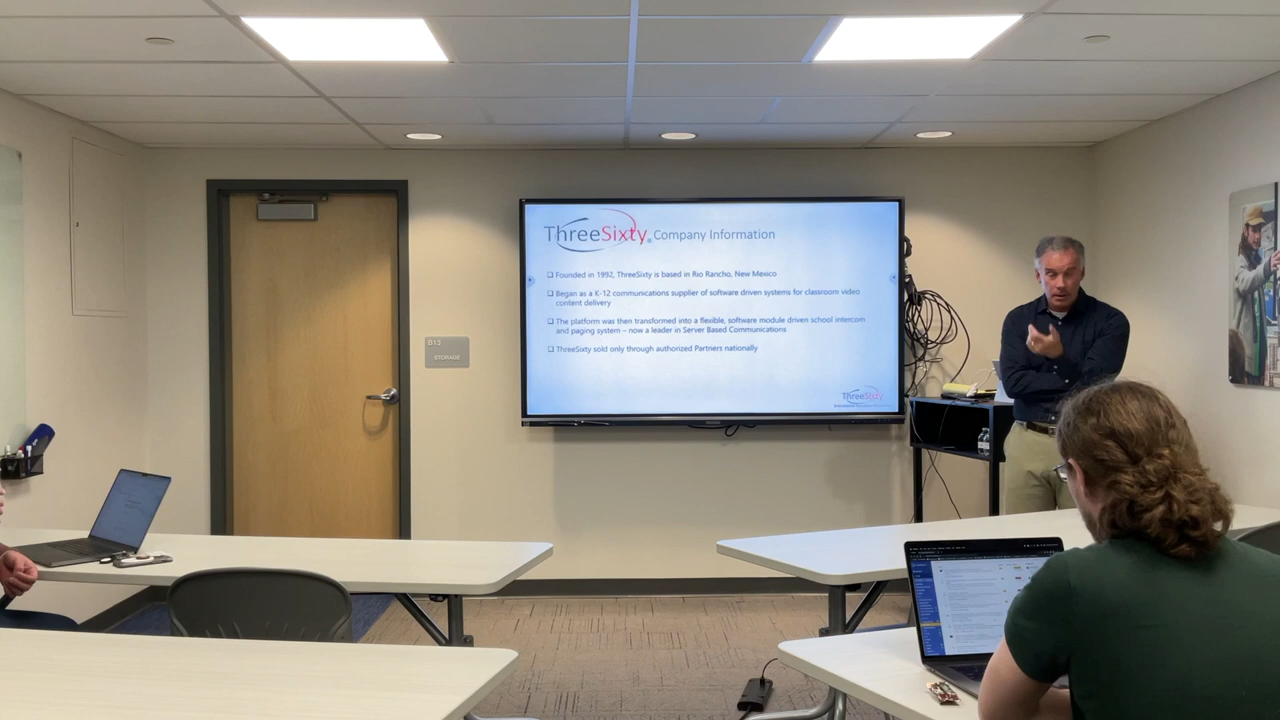 ThreeSixty® Company Information
❑ Founded in 1992, ThreeSixty is based in Rio Rancho, New Mexico
❑ Began as a K-12 communications supplier of software driven systems for classroom video
content delivery
❑ The platform was then transformed into a flexible, software module driven school intercom
and paging system – now a leader in Server Based Communications
❑ ThreeSixty sold only through authorized Partners nationally
ThreeSixty
B13
STORAGE